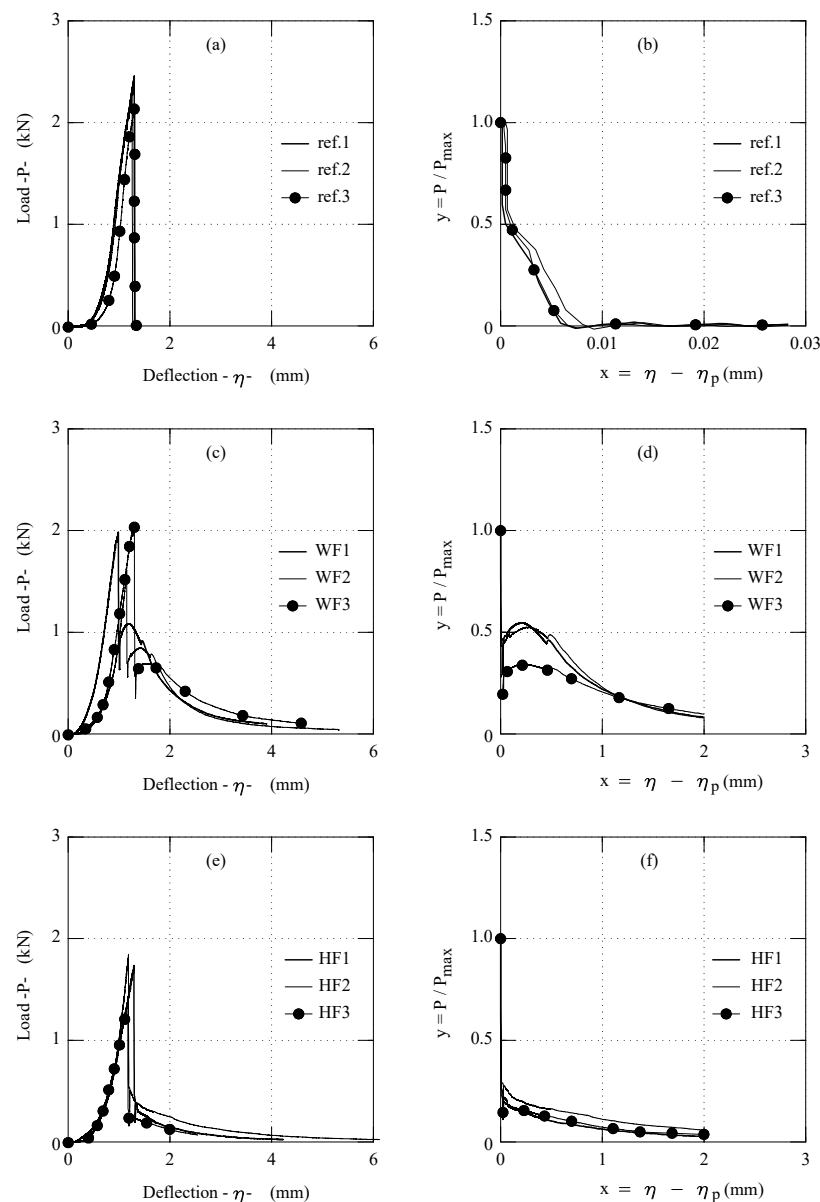 (a)
3
2
1
0
Load -P- (kN)
ref.1
ref.2
ref.3
0 2 4 6
Deflection - η- (mm)
(b)
1.5
1.0
0.5
0
y = P / Pmax
ref.1
ref.2
ref.3
0 0.01 0.02 0.03
x = η − ηp (mm)
(c)
3
2
1
0
Load -P- (kN)
WF1
WF2
WF3
0 2 4 6
Deflection - η- (mm)
(d)
1.5
1.0
0.5
0
y = P / Pmax
WF1
WF2
WF3
0 1 2 3
x = η − ηp (mm)
(e)
3
2
1
0
Load -P- (kN)
HF1
HF2
HF3
0 2 4 6
Deflection - η- (mm)
(f)
1.5
1.0
0.5
0
y = P / Pmax
HF1
HF2
HF3
0 1 2 3
x = η − ηp (mm)